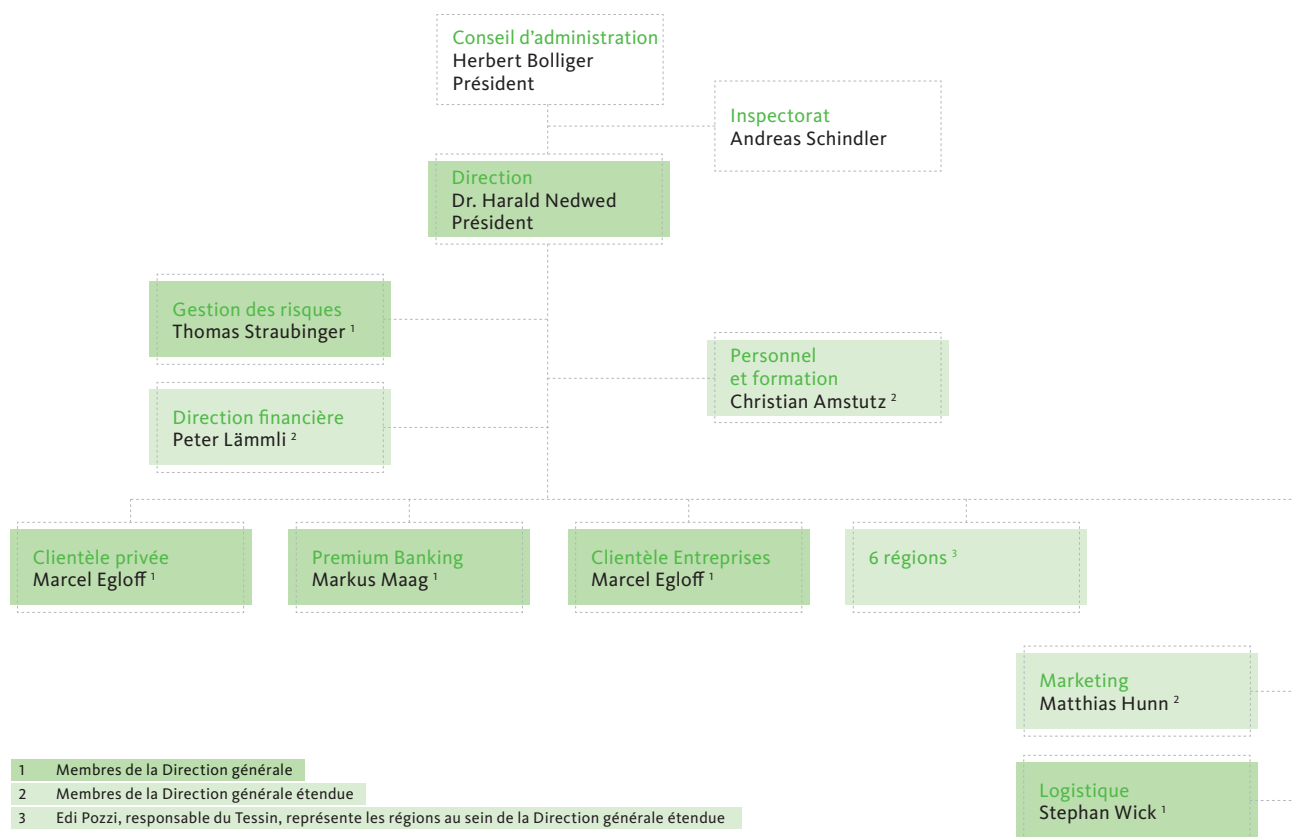 Conseil d'administration
Herbert Bolliger
Président
Inspectorat
Andreas Schindler
Direction
Dr. Harald Nedwed
Président
Gestion des risques
Thomas Straubinger ¹
Personnel
et formation
Christian Amstutz ²
Direction financière
Peter Lämmli ²
Clientèle privée
Marcel Egloff ¹
Premium Banking
Markus Maag ¹
Clientèle Entreprises
Marcel Egloff ¹
6 régions ³
Marketing
Matthias Hunn ²
Logistique
Stephan Wick ¹
1 Membres de la Direction générale
2 Membres de la Direction générale étendue
3 Edi Pozzi, responsable du Tessin, représente les régions au sein de la Direction générale étendue